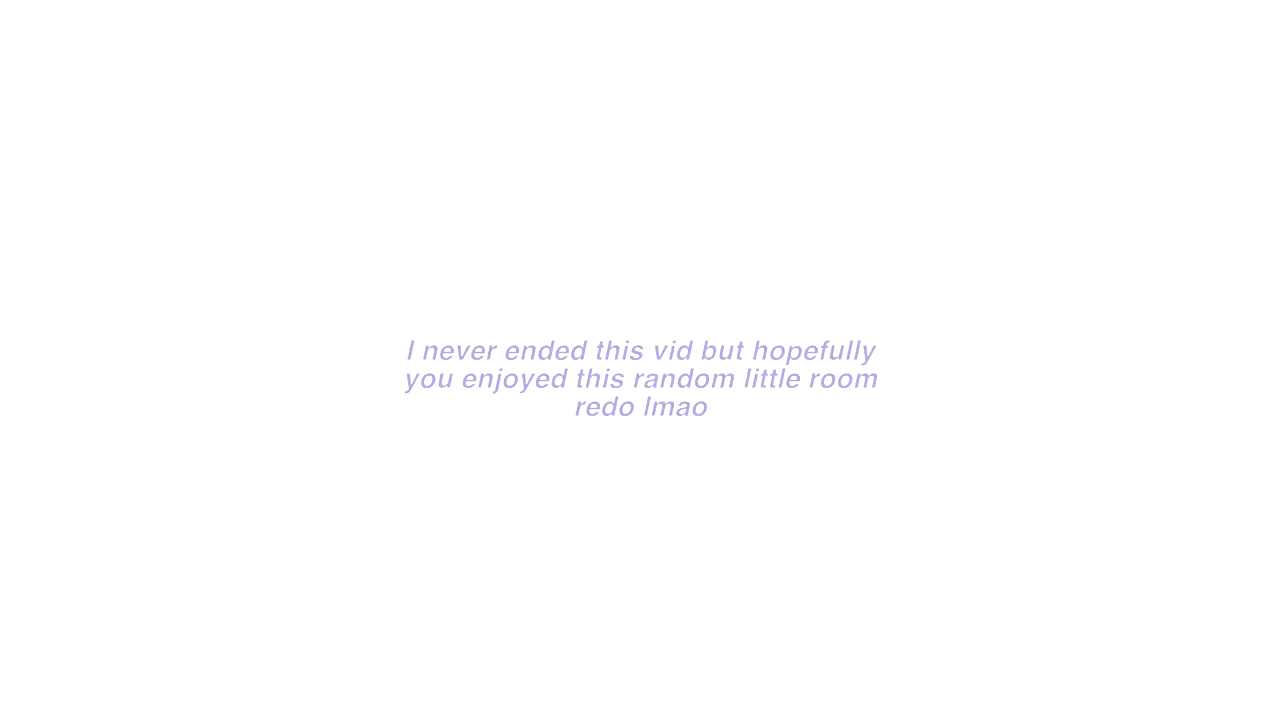 I never ended this vid but hopefully
you enjoyed this random little room
redo lmao